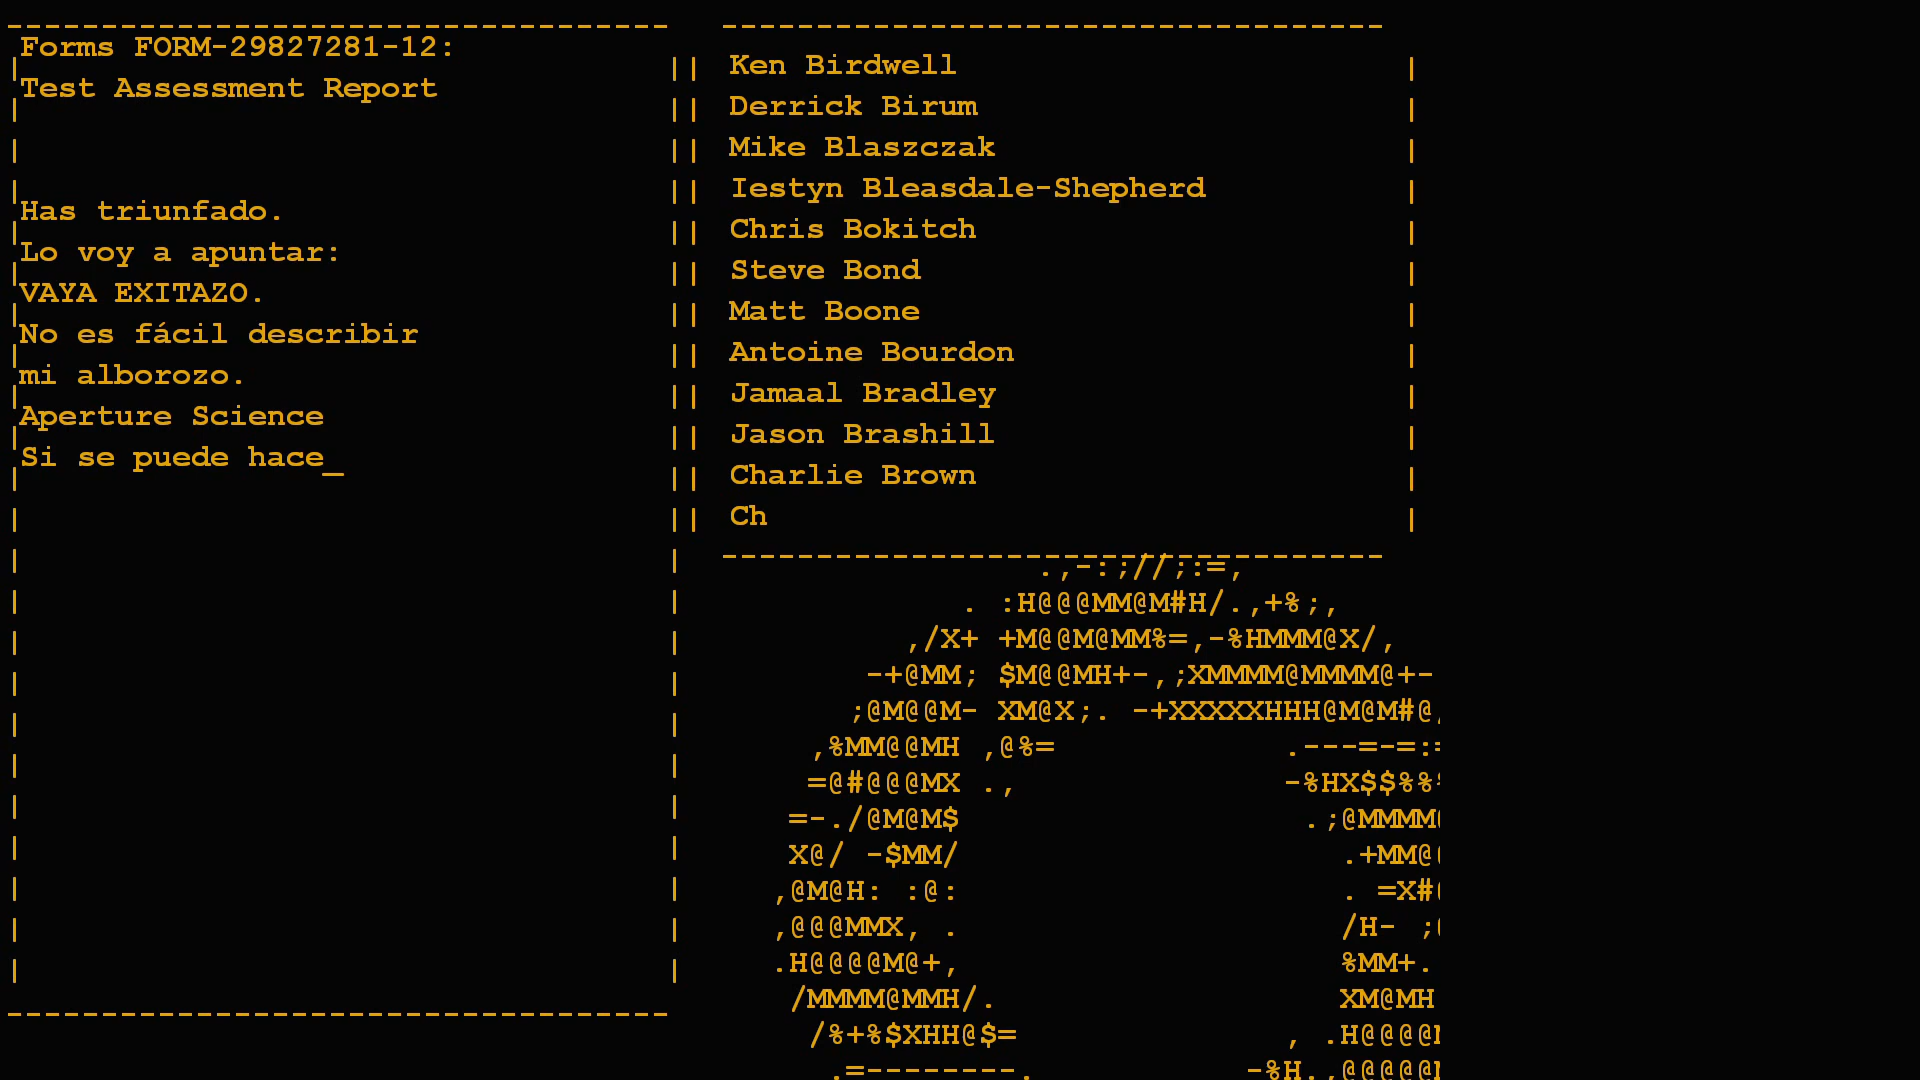 Forms FORM-29827281-12:
Test Assessment Report
Has triunfado.
Lo voy a apuntar:
VAYA EXITAZO.
No es fácil describir
mi alborozo.
Aperture Science
Si se puede hace_
Ken Birdwell
Derrick Birum
Mike Blaszczak
Iestyn Bleasdale-Shepherd
Chris Bokitch
Steve Bond
Matt Boone
Antoine Bourdon
Jamaal Bradley
Jason Brashill
Charlie Brown
Ch